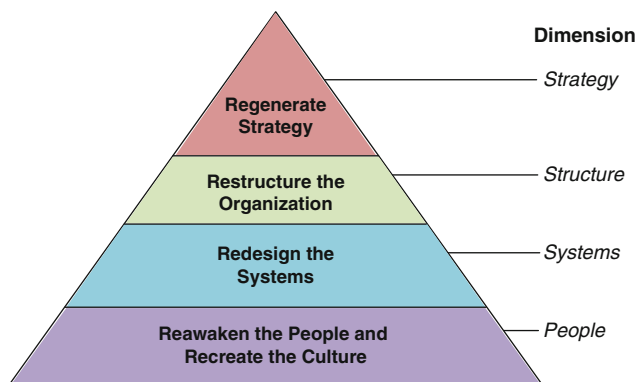 Dimension
Strategy
Regenerate
Strategy
Structure
Restructure the
Organization
Systems
Redesign the
Systems
People
Reawaken the People and
Recreate the Culture